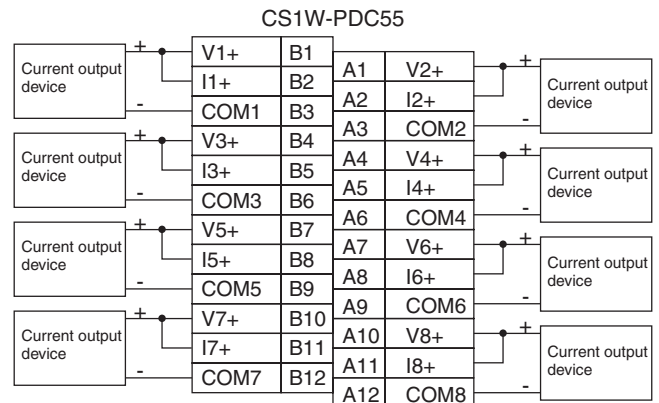 CS1W-PDC55
Current output
device
+
-
V1+ B1
I1+ B2
COM1 B3
Current output
device
+
-
V3+ B4
I3+ B5
COM3 B6
Current output
device
+
-
V5+ B7
I5+ B8
COM5 B9
Current output
device
+
-
V7+ B10
I7+ B11
COM7 B12
A1 V2+
A2 I2+
A3 COM2
+
-
Current output
device
A4 V4+
A5 I4+
A6 COM4
+
-
Current output
device
A7 V6+
A8 I6+
A9 COM6
+
-
Current output
device
A10 V8+
A11 I8+
A12 COM8
+
-
Current output
device